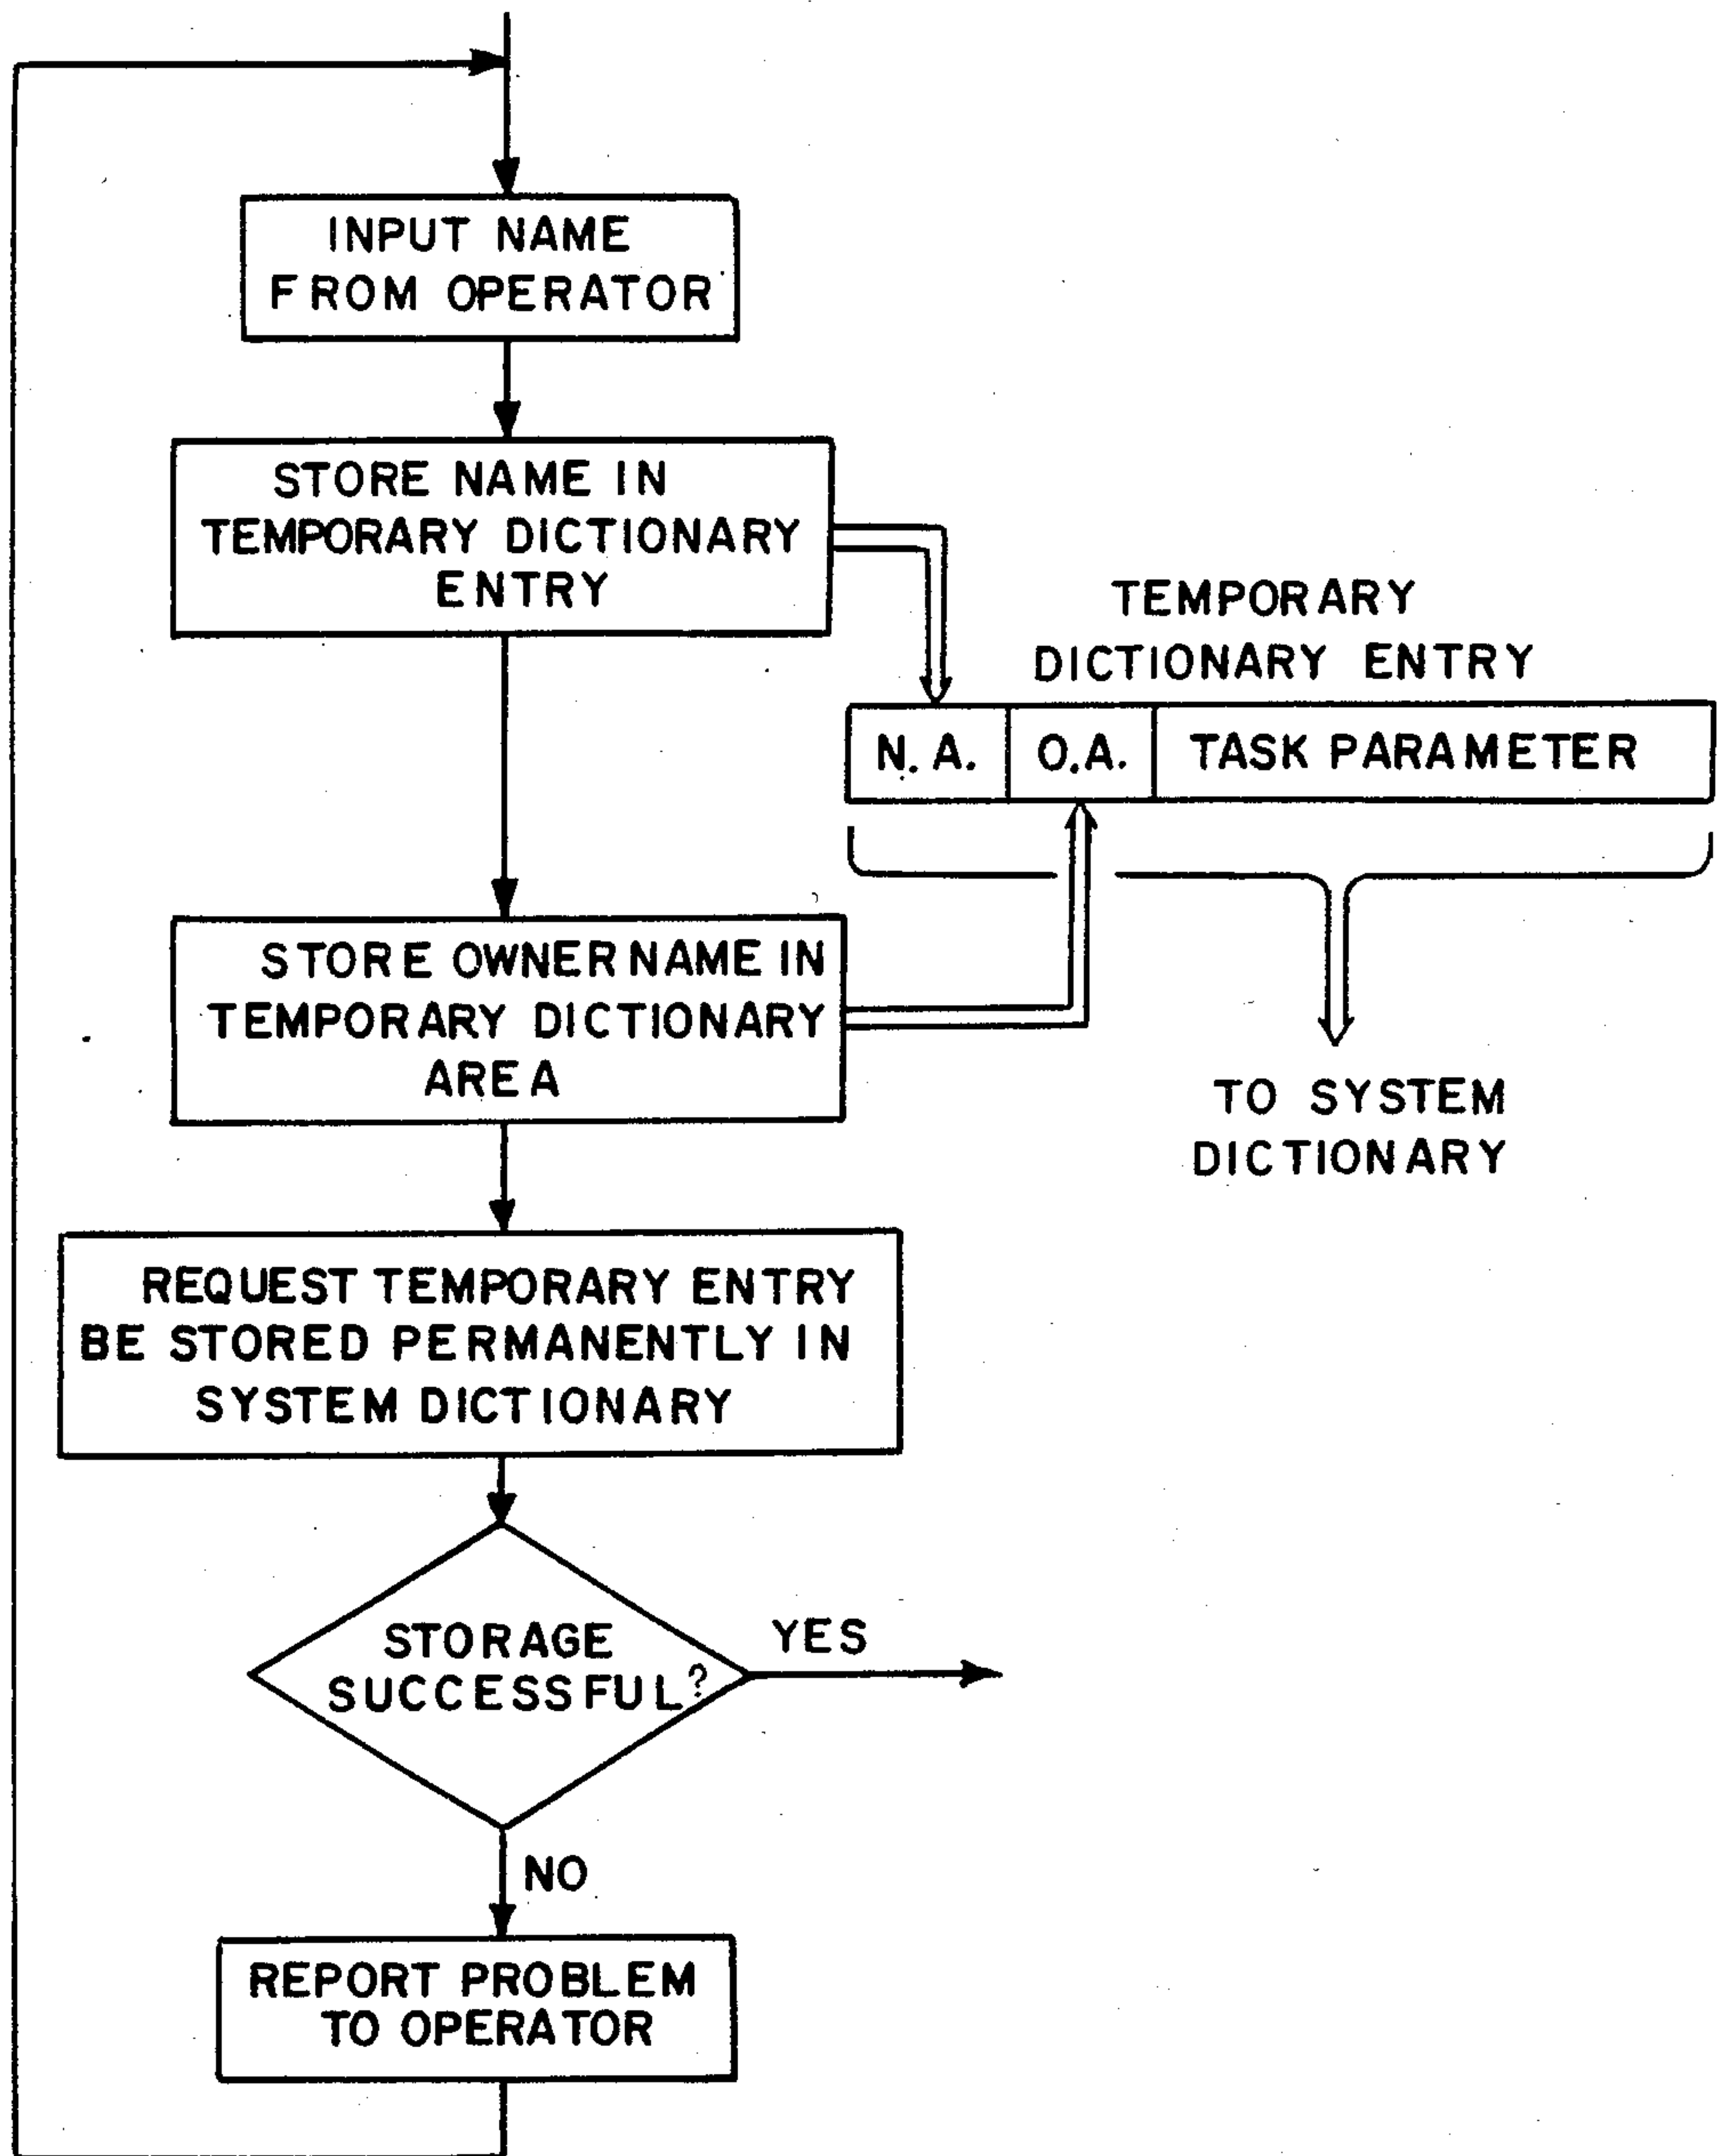 INPUT NAME
FROM OPERATOR
STORE NAME IN
TEMPORARY DICTIONARY
ENTRY
TEMPORARY
DICTIONARY ENTRY
N.A.
O.A.
TASK PARAMETER
STORE OWNER NAME IN
TEMPORARY DICTIONARY
AREA
TO SYSTEM
DICTIONARY
REQUEST TEMPORARY ENTRY
BE STORED PERMANENTLY IN
SYSTEM DICTIONARY
STORAGE
SUCCESSFUL?
YES
NO
REPORT PROBLEM
TO OPERATOR